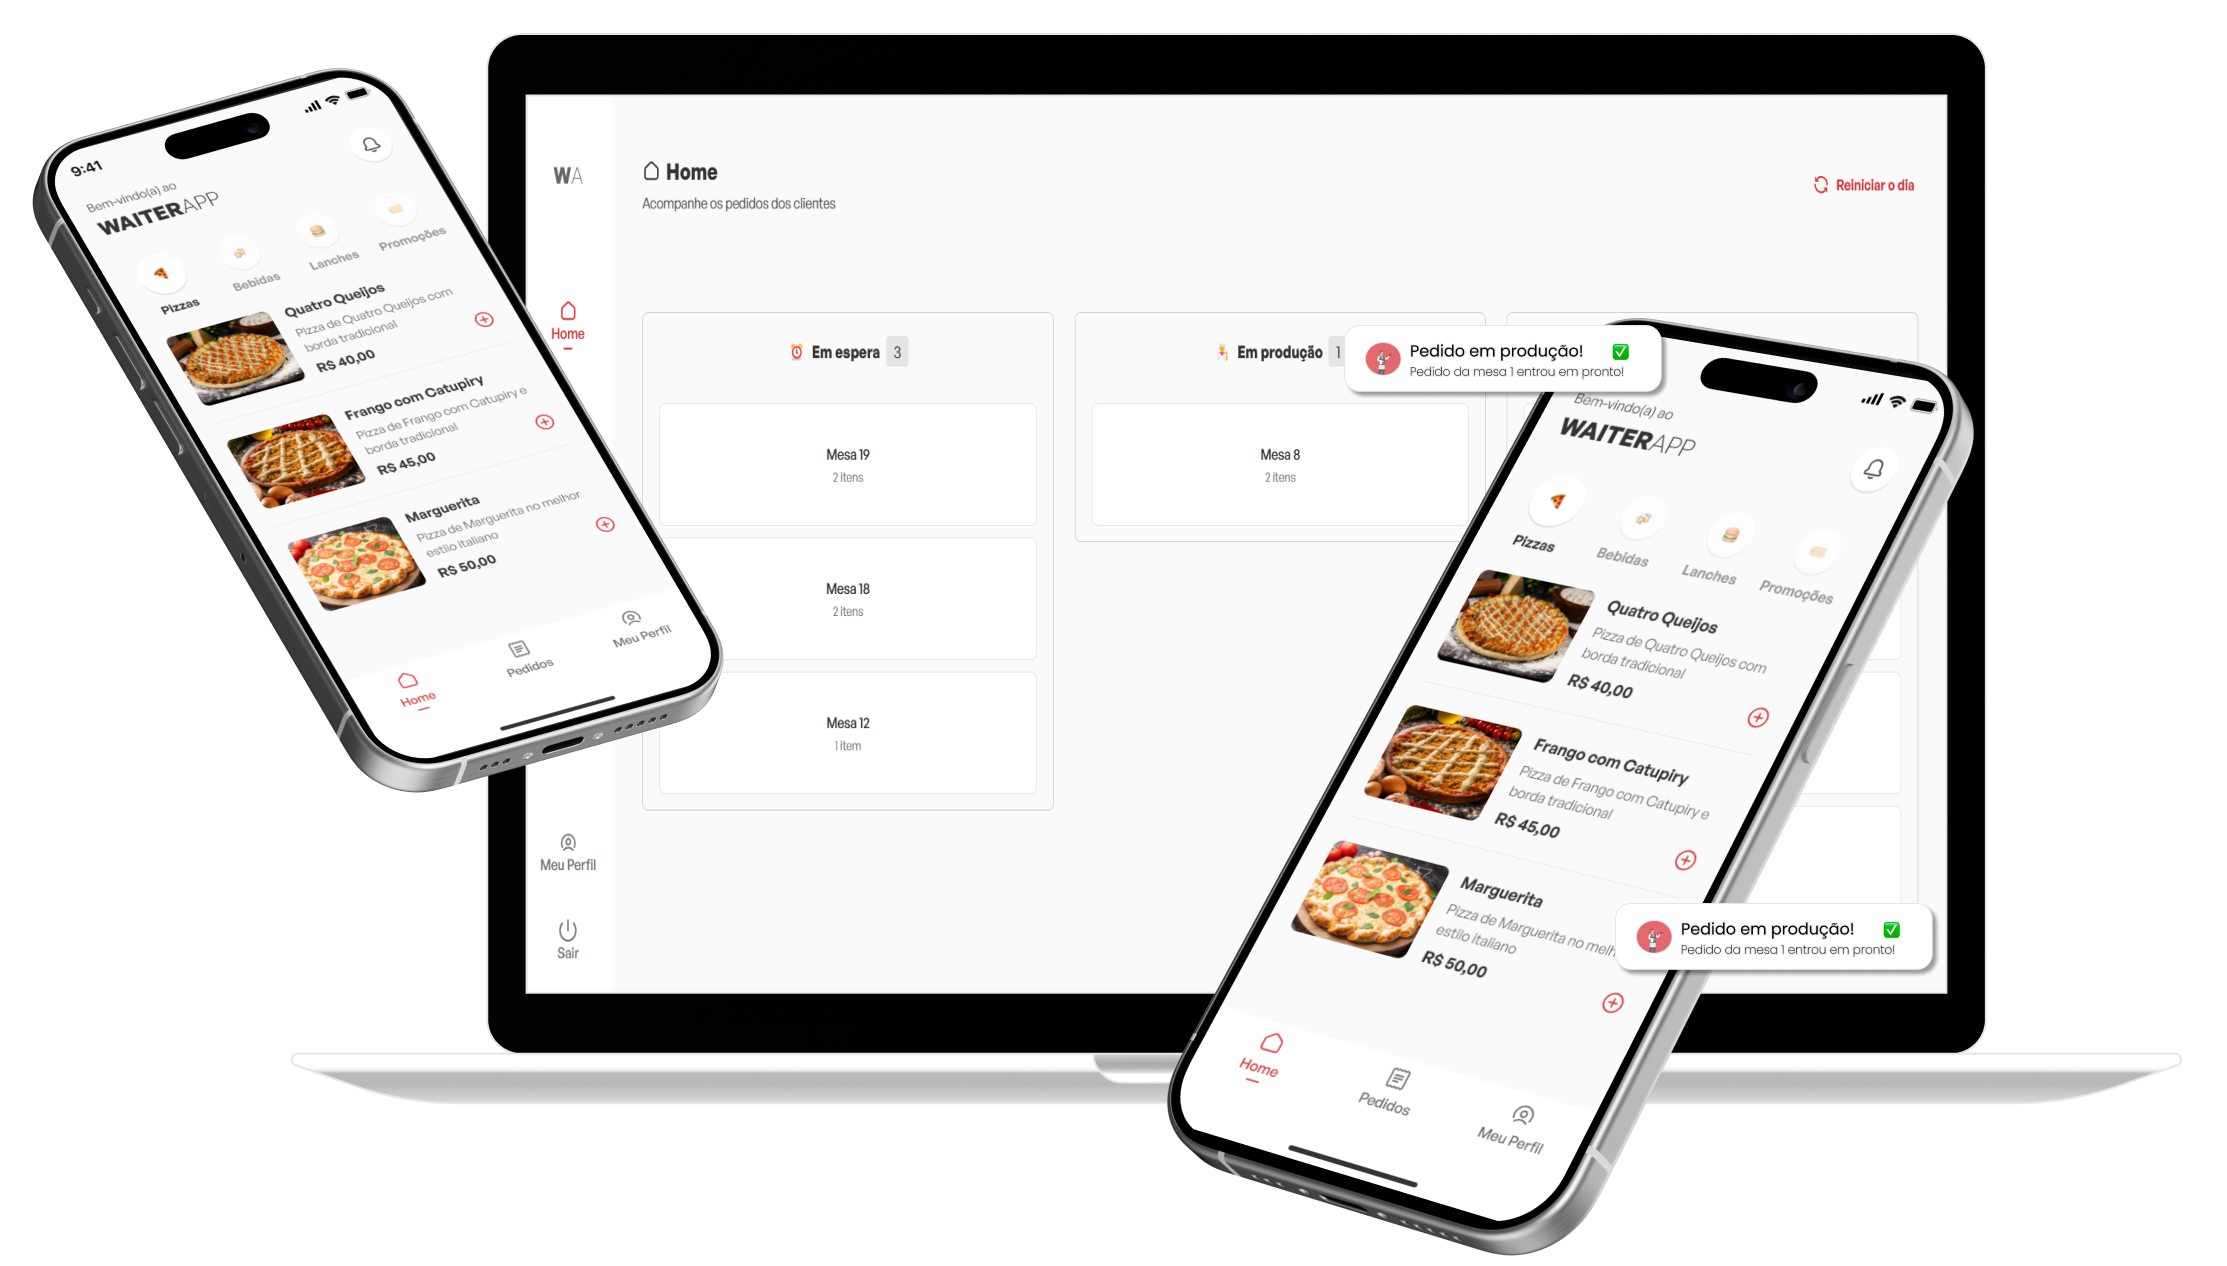 9:41
Bem-vindo(a) ao
WAITERAPP
Pizzas
Bebidas
Lanches
Promoções
Quatro Queijos
Pizza de Quatro Queijos com
borda tradicional
R$ 40,00
Frango com Catupiry
Pizza de Frango com Catupiry e
borda tradicional
R$ 45,00
Marguerita
Pizza de Marguerita no melhor
estilo italiano
R$ 50,00
Home
Pedidos
Meu Perfil
WA
Home
Meu Perfil
Sair
Home
Acompanhe os pedidos dos clientes
Reiniciar o dia
Em espera 3
Mesa 19
2 itens
Mesa 18
2 itens
Mesa 12
1 item
Em produção 1
Mesa 8
2 itens
Pedido em produção!
Pedido da mesa 1 entrou em pronto!
Bem-vindo(a) ao
WAITERAPP
Pizzas
Bebidas
Lanches
Promoções
Quatro Queijos
Pizza de Quatro Queijos com
borda tradicional
R$ 40,00
Frango com Catupiry
Pizza de Frango com Catupiry e
borda tradicional
R$ 45,00
Marguerita
Pizza de Marguerita no melh
estilo italiano
R$ 50,00
Pedido em produção!
Pedido da mesa 1 entrou em pronto!
Home
Pedidos
Meu Perfil